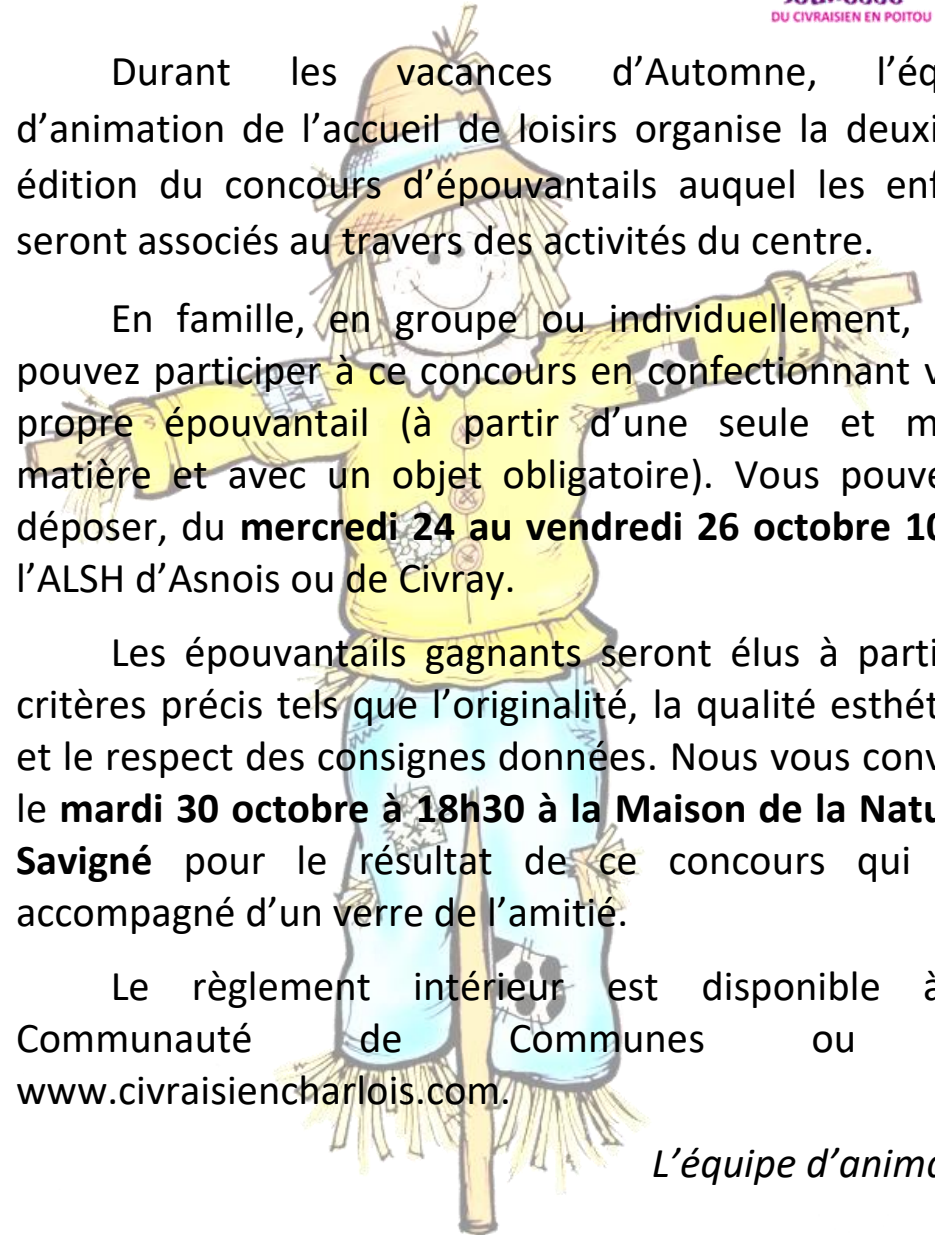 DU CIVRAISIEN EN POITOU
Durant les vacances d’Automne, l’éq
d’animation de l’accueil de loisirs organise la deuxi
édition du concours d’épouvantails auquel les enf
seront associés au travers des activités du centre.
En famille, en groupe ou individuellement,
pouvez participer à ce concours en confectionnant v
propre épouvantail (à partir d’une seule et m
matière et avec un objet obligatoire). Vous pouve
déposer, du mercredi 24 au vendredi 26 octobre 10
l’ALSH d’Asnois ou de Civray.
Les épouvantails gagnants seront élus à parti
critères précis tels que l’originalité, la qualité esthét
et le respect des consignes données. Nous vous conv
le mardi 30 octobre à 18h30 à la Maison de la Natu
Savigné pour le résultat de ce concours qui
accompagné d’un verre de l’amitié.
Le règlement intérieur est disponible à
Communauté de Communes ou
www.civraisiencharlois.com.
L’équipe d’anima